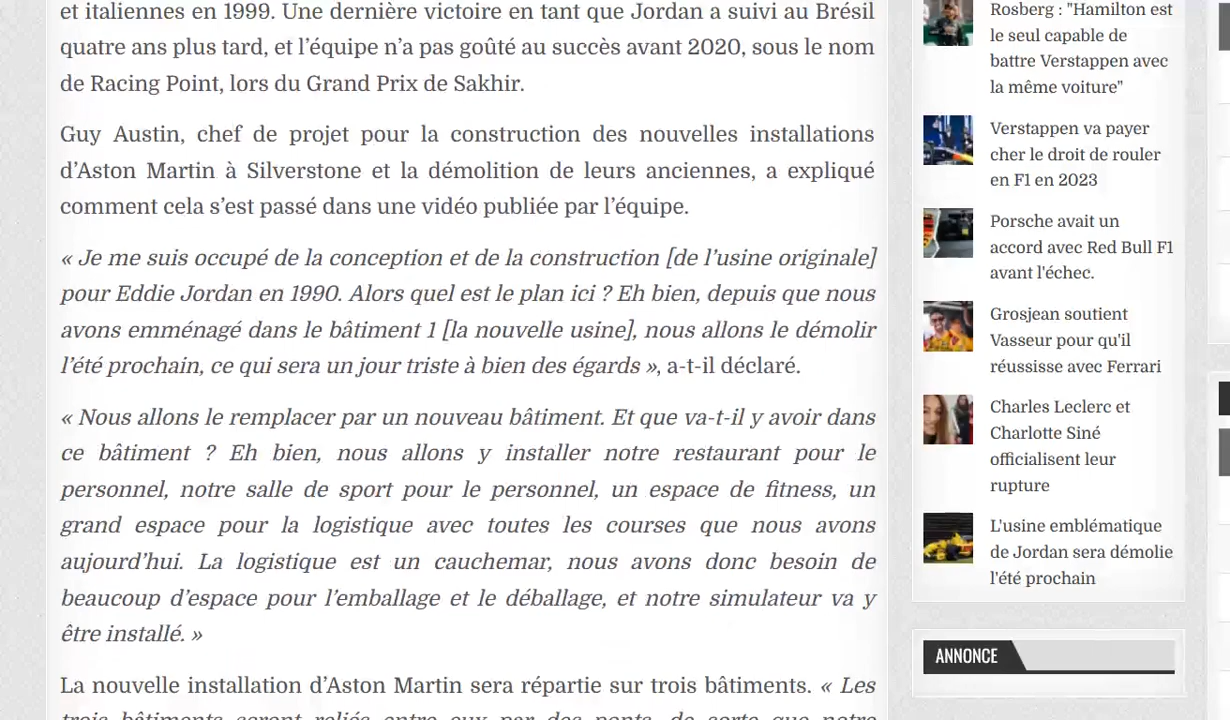 et italiennes en 1999. Une dernière victoire en tant que Jordan a suivi au Brésil
quatre ans plus tard, et l’équipe n’a pas goûté au succès avant 2020, sous le nom
de Racing Point, lors du Grand Prix de Sakhir.
Guy Austin, chef de projet pour la construction des nouvelles installations
d’Aston Martin à Silverstone et la démolition de leurs anciennes, a expliqué
comment cela s’est passé dans une vidéo publiée par l’équipe.
« Je me suis occupé de la conception et de la construction [de l’usine originale]
pour Eddie Jordan en 1990. Alors quel est le plan ici ? Eh bien, depuis que nous
avons emménagé dans le bâtiment 1 [la nouvelle usine], nous allons le démolir
l’été prochain, ce qui sera un jour triste à bien des égards », a-t-il déclaré.
« Nous allons le remplacer par un nouveau bâtiment. Et que va-t-il y avoir dans
ce bâtiment ? Eh bien, nous allons y installer notre restaurant pour le
personnel, notre salle de sport pour le personnel, un espace de fitness, un
grand espace pour la logistique avec toutes les courses que nous avons
aujourd’hui. La logistique est un cauchemar, nous avons donc besoin de
beaucoup d’espace pour l’emballage et le déballage, et notre simulateur va y
être installé. »
La nouvelle installation d’Aston Martin sera répartie sur trois bâtiments. « Les
trois bâtiments seront reliés entre eux par des ponts, de sorte que notre
Rosberg : "Hamilton est
le seul capable de
battre Verstappen avec
la même voiture"
Verstappen va payer
cher le droit de rouler
en F1 en 2023
Porsche avait un
accord avec Red Bull F1
avant l'échec.
Grosjean soutient
Vasseur pour qu'il
réussisse avec Ferrari
Charles Leclerc et
Charlotte Siné
officialisent leur
rupture
L'usine emblématique
de Jordan sera démolie
l'été prochain
ANNONCE